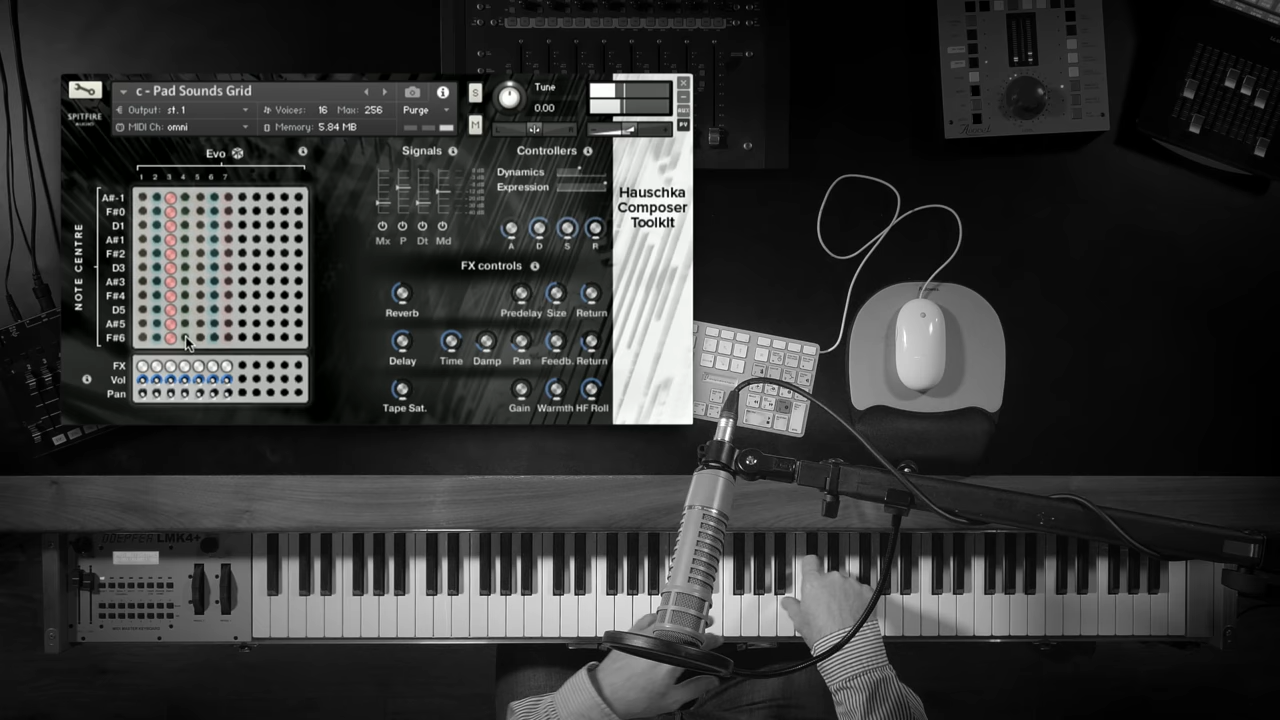 c - Pad Sounds Grid
Output: st.1
Voices: 16 Max: 256
Purge
MIDI Ch: omni
Memory: 5.84 MB
S
M
Tune
0.00
L R
AUX
PV
SPITFIRE
Evo
1 2 3 4 5 6 7
NOTE CENTRE
A#-1
F#0
D1
A#1
F#2
D3
A#3
F#4
D5
A#5
F#6
FX
Vol
Pan
Signals
Mx P Dt Md
Controllers
Dynamics
Expression
A D S R
FX controls
Reverb Predelay Size Return
Delay Time Damp Pan Feedb. Return
Tape Sat. Gain Warmth HF Roll
Hauschka
Composer
Toolkit
DOEPFER LMK4+